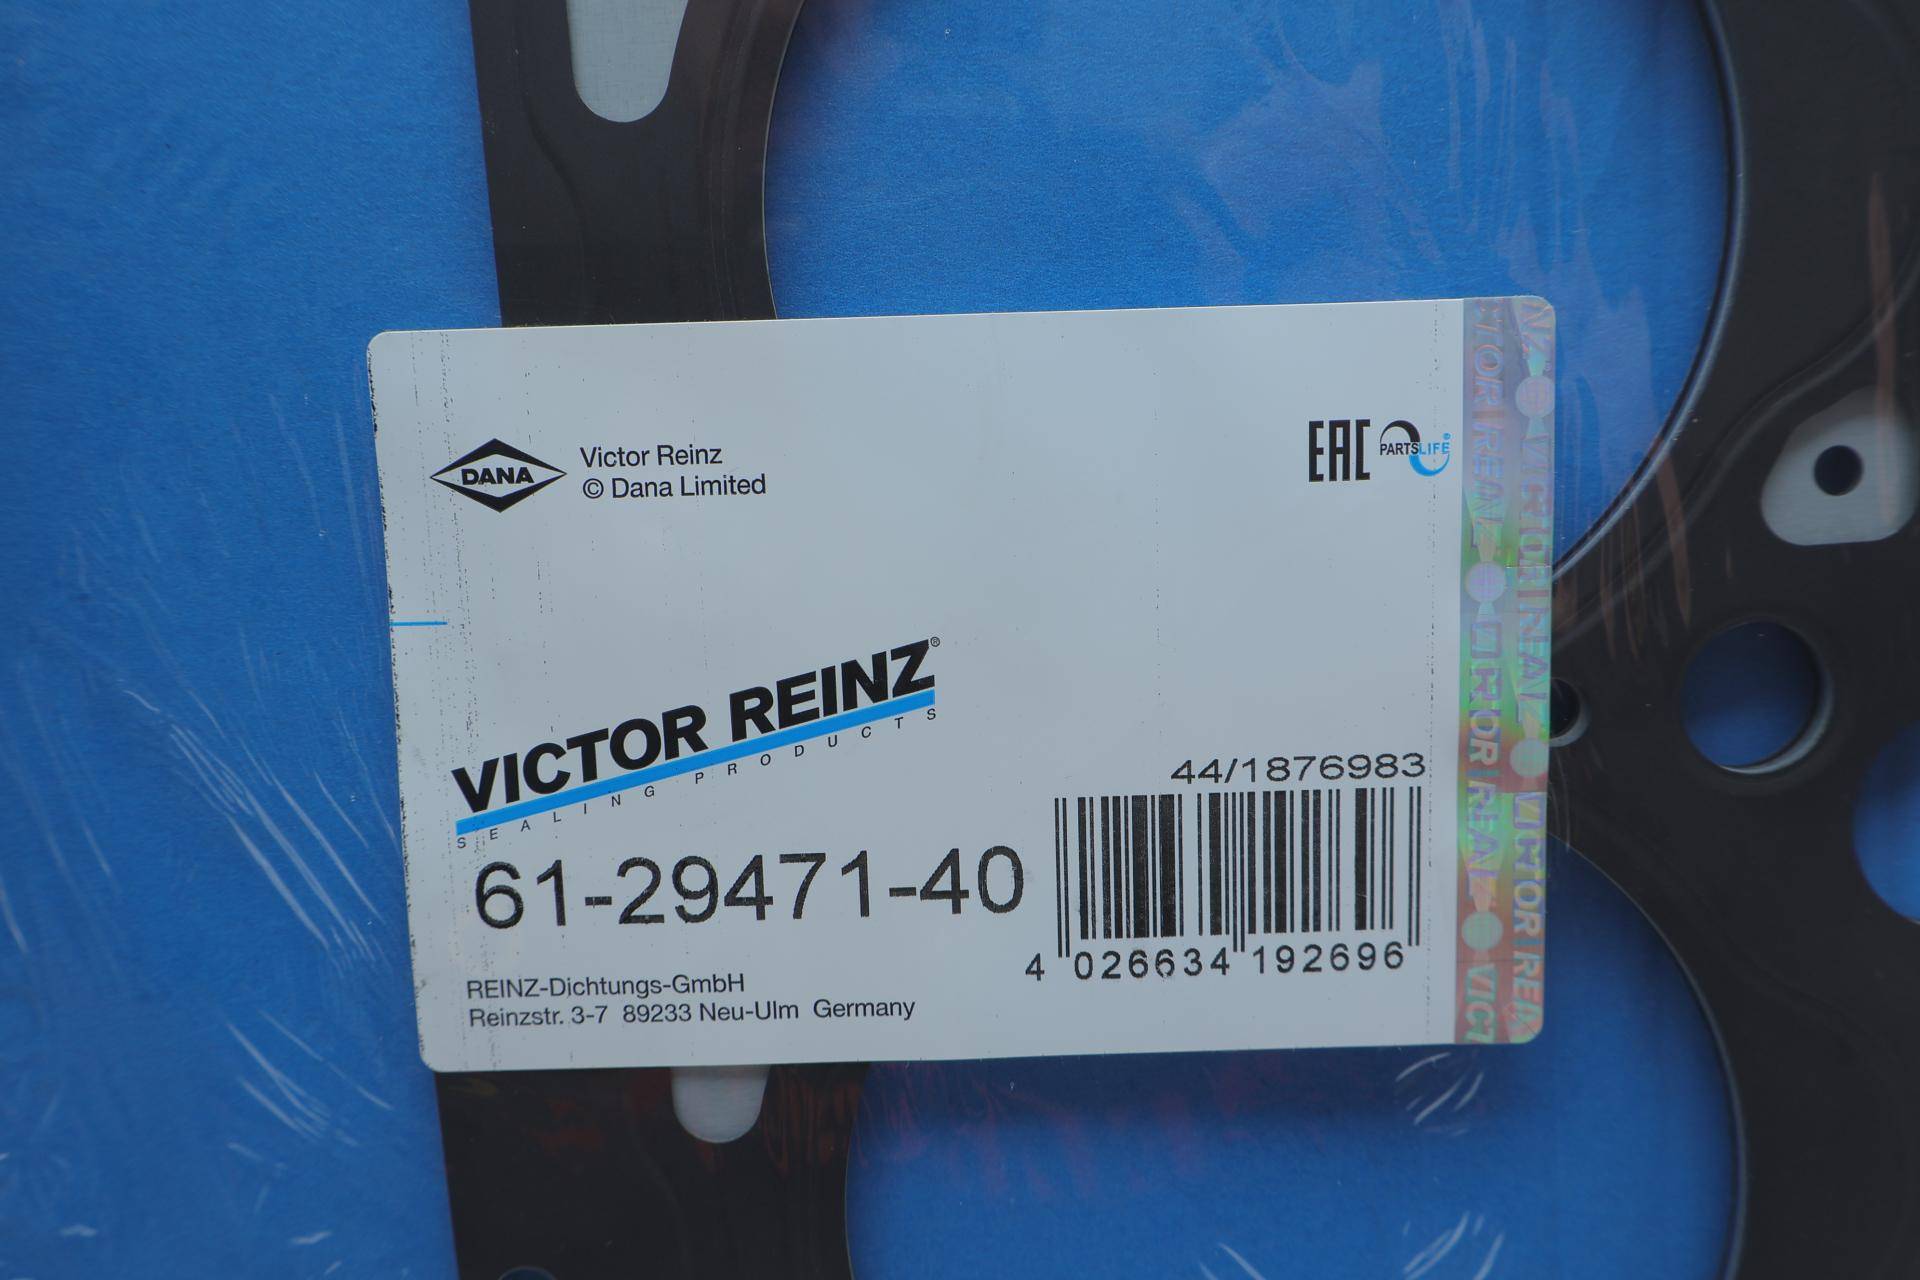 DANA
Victor Reinz
© Dana Limited
EAC
PARTSLIFE®
VICTOR REINZ®
SEALING PRODUCTS
44/1876983
61-29471-40
4 026634 192696
REINZ-Dichtungs-GmbH
Reinzstr. 3-7 89233 Neu-Ulm Germany